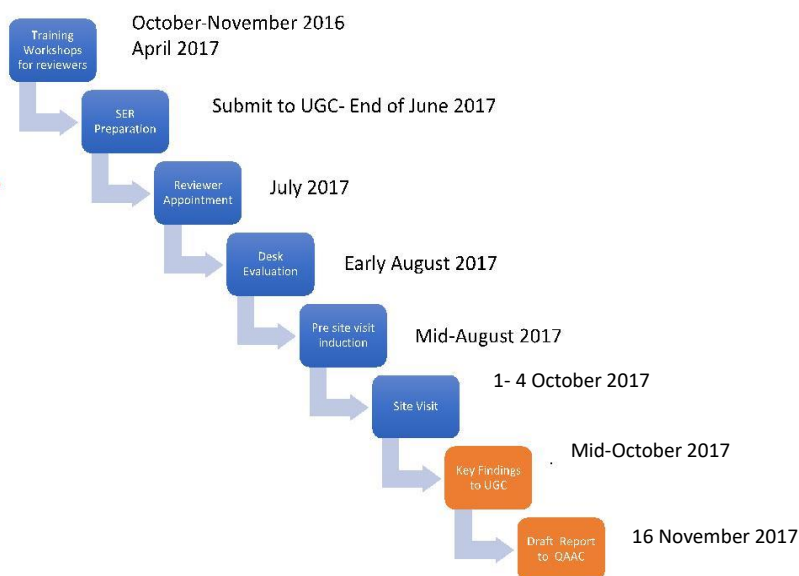 Training
Workshops
for reviewers
October-November 2016
April 2017
SER
Preparation
Submit to UGC- End of June 2017
Reviewer
Appointment
July 2017
Desk
Evaluation
Early August 2017
Pre site visit
induction
Mid-August 2017
Site Visit
1- 4 October 2017
Key Findings
to UGC
. Mid-October 2017
Draft Report
to QAAC
16 November 2017